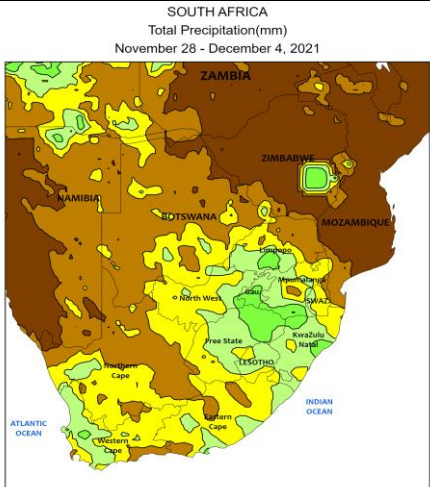 SOUTH AFRICA
Total Precipitation(mm)
November 28 - December 4, 2021
ZAMBIA
ZIMBABWE
NAMIBIA
BOTSWANA
MOZAMBIQUE
Limpopo
Mpumalanga
Gau
SWAZI
North West
Free State
KwaZulu
Natal
LESOTHO
Northern
Cape
INDIAN
OCEAN
Eastern
Cape
ATLANTIC
OCEAN
Western
Cape